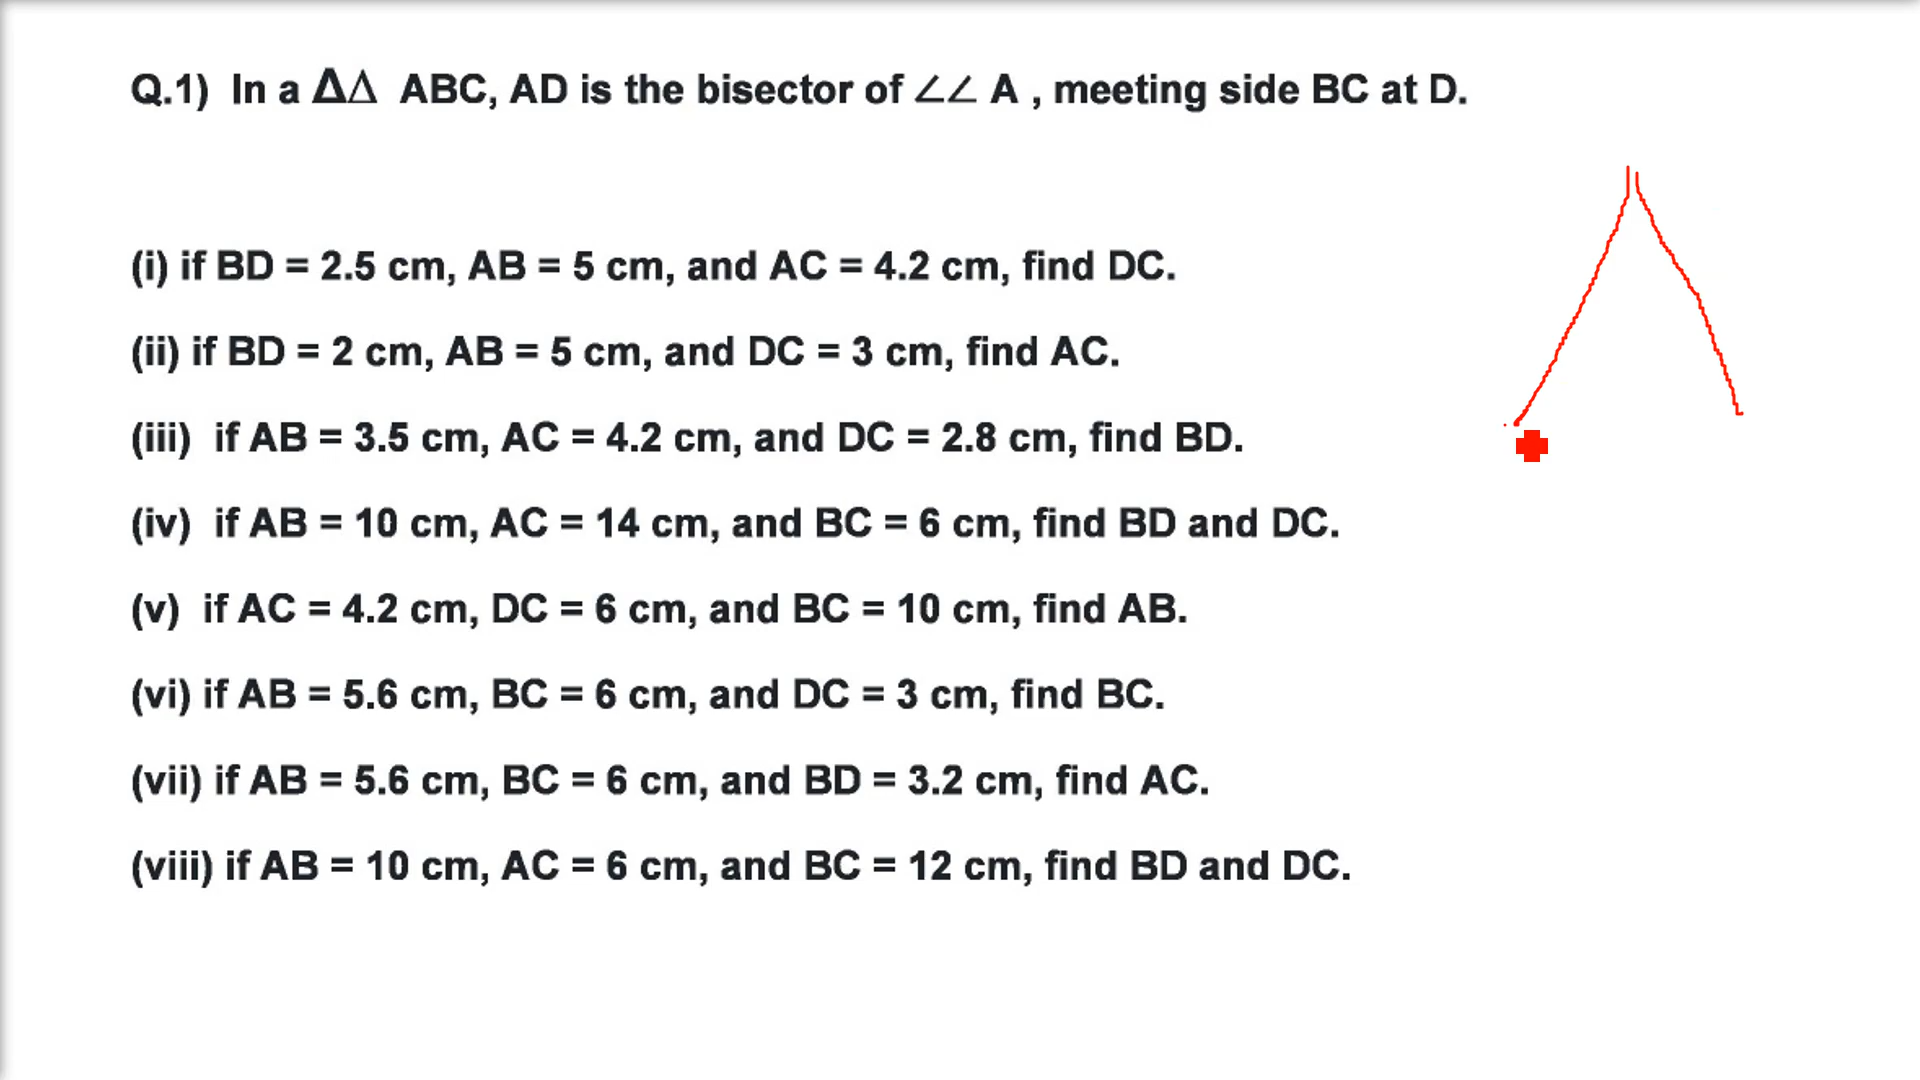 Q.1) In a ΔΔ ABC, AD is the bisector of ∠∠ A , meeting side BC at D.
(i) if BD = 2.5 cm, AB = 5 cm, and AC = 4.2 cm, find DC.
(ii) if BD = 2 cm, AB = 5 cm, and DC = 3 cm, find AC.
(iii) if AB = 3.5 cm, AC = 4.2 cm, and DC = 2.8 cm, find BD.
(iv) if AB = 10 cm, AC = 14 cm, and BC = 6 cm, find BD and DC.
(v) if AC = 4.2 cm, DC = 6 cm, and BC = 10 cm, find AB.
(vi) if AB = 5.6 cm, BC = 6 cm, and DC = 3 cm, find BC.
(vii) if AB = 5.6 cm, BC = 6 cm, and BD = 3.2 cm, find AC.
(viii) if AB = 10 cm, AC = 6 cm, and BC = 12 cm, find BD and DC.